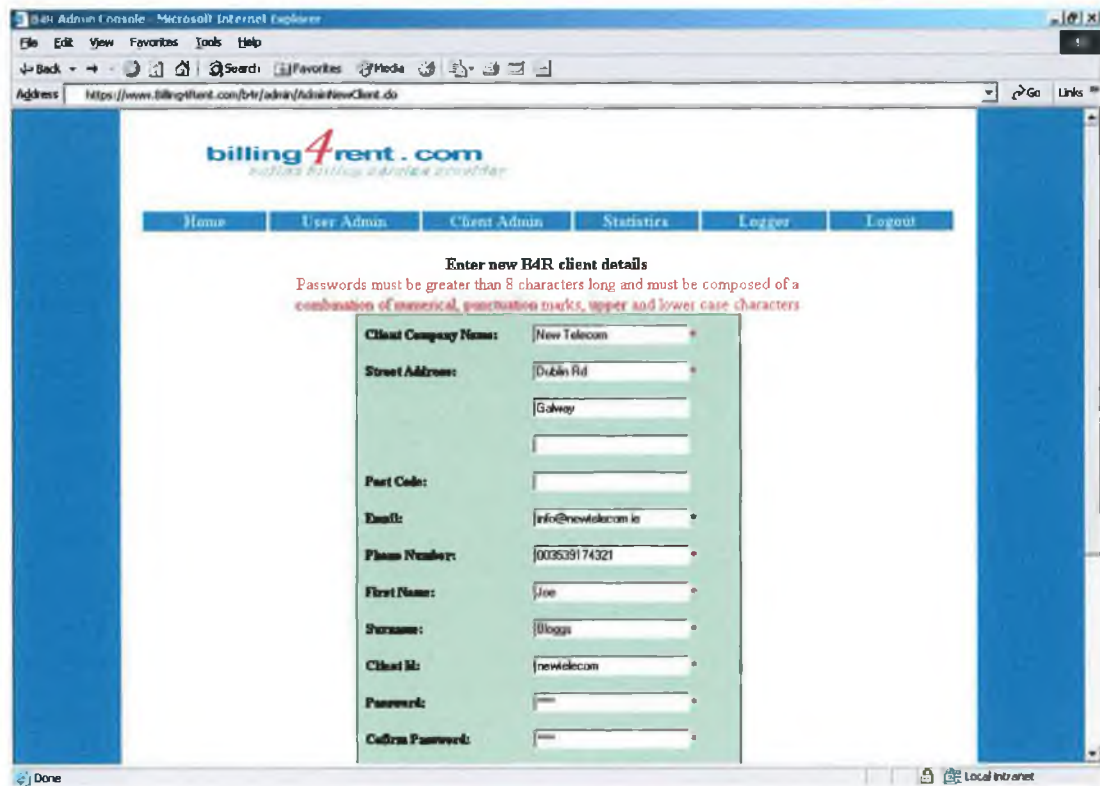 B4R Admin Console - Microsoft Internet Explorer
File Edit View Favorites Tools Help
Back Search Favorites Media
Address https://www.billing4rent.com/b4r/admin/AdminNewClient.do Go Links
billing4rent.com
online billing service provider
Home User Admin Client Admin Statistics Logger Logout
Enter new B4R client details
Passwords must be greater than 8 characters long and must be composed of a
combination of numerical, punctuation marks, upper and lower case characters
Client Company Name: New Telecom *
Street Address: Dublin Rd *
Galway
Post Code:
Email: info@newtelecom.ie *
Phone Number: 003539174321 *
First Name: Joe *
Surname: Bloggs *
Client Id: newtelecom *
Password: *
Cofirm Password: *
Done Local intranet